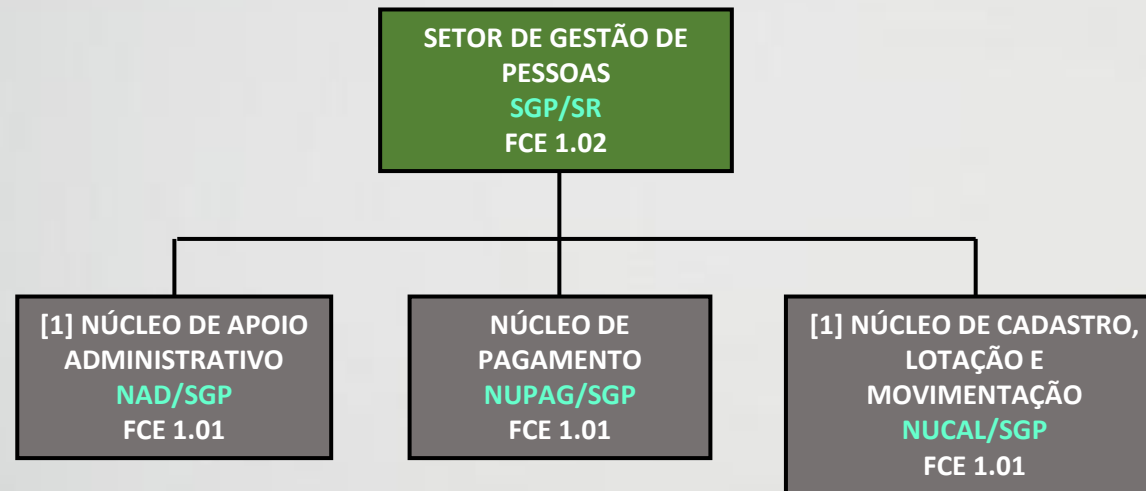 SETOR DE GESTÃO DE
PESSOAS
SGP/SR
FCE 1.02
[1] NÚCLEO DE APOIO
ADMINISTRATIVO
NAD/SGP
FCE 1.01
NÚCLEO DE
PAGAMENTO
NUPAG/SGP
FCE 1.01
[1] NÚCLEO DE CADASTRO,
LOTAÇÃO E
MOVIMENTAÇÃO
NUCAL/SGP
FCE 1.01